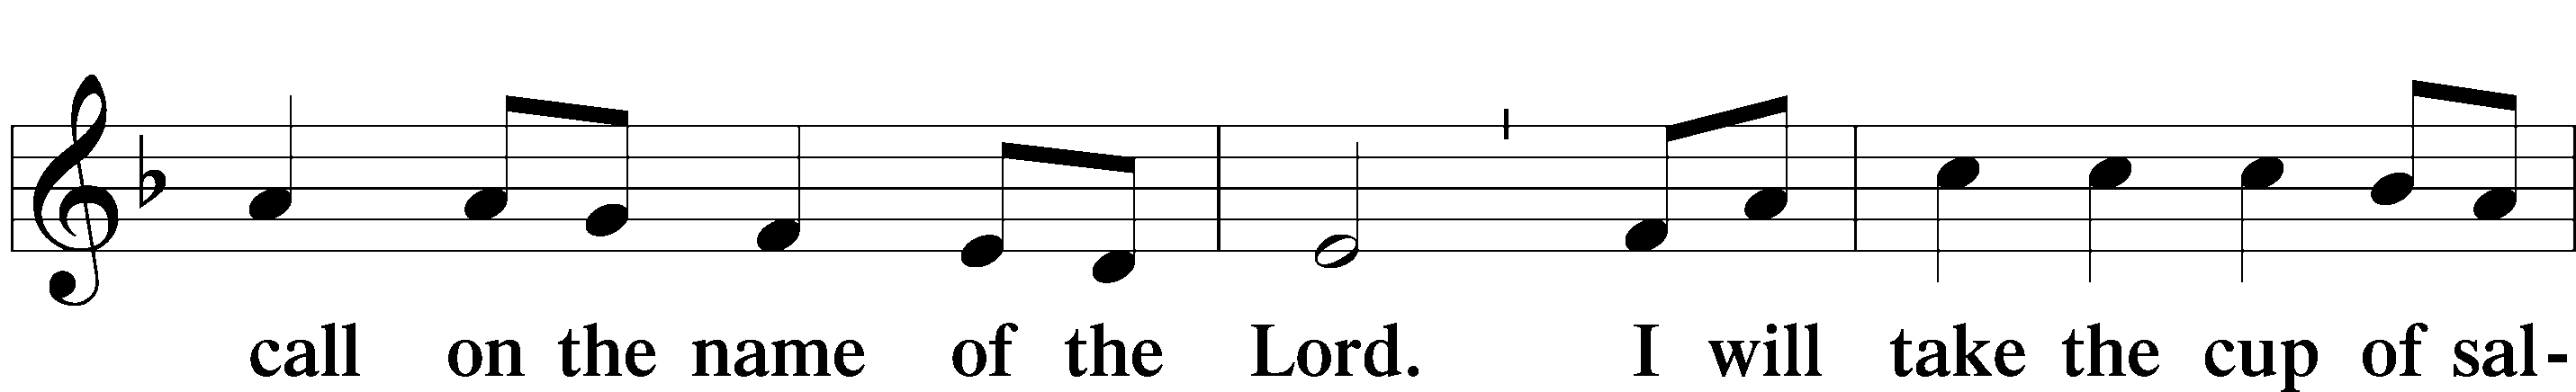 call on the name of the Lord. I will take the cup of sal-